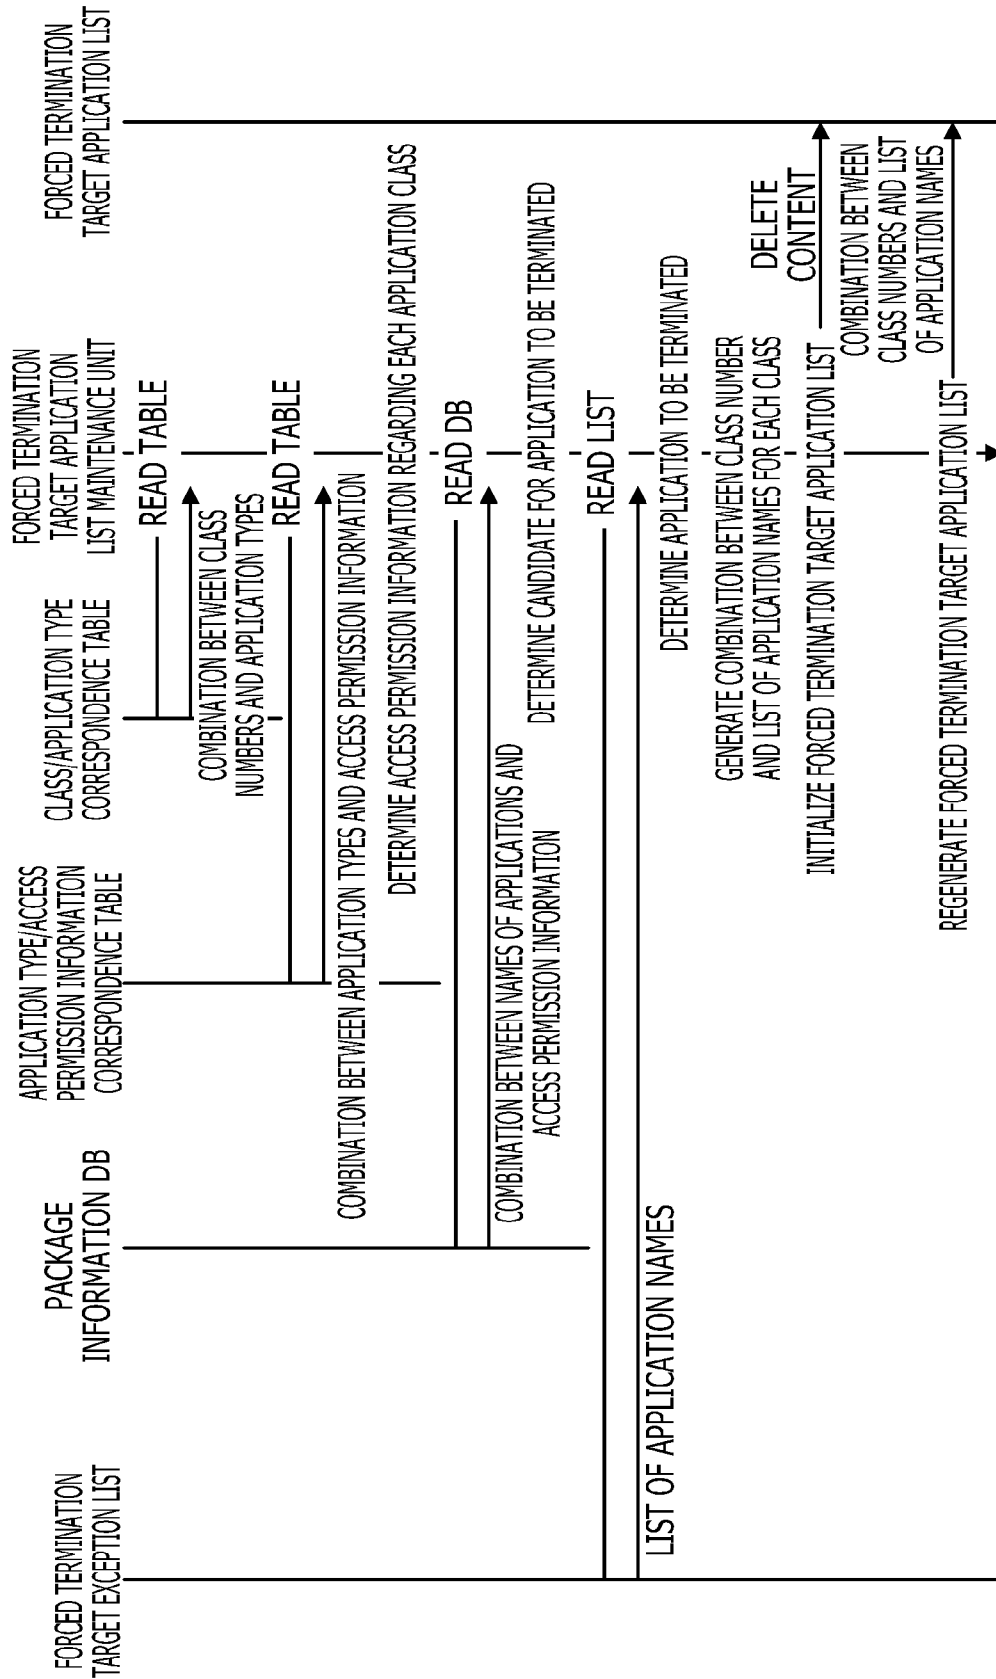 FORCED TERMINATION
TARGET EXCEPTION LIST
PACKAGE
INFORMATION DB
APPLICATION TYPE/ACCESS
PERMISSION INFORMATION
CORRESPONDENCE TABLE
CLASS/APPLICATION TYPE
CORRESPONDENCE TABLE
FORCED TERMINATION
TARGET APPLICATION
LIST MAINTENANCE UNIT
FORCED TERMINATION
TARGET APPLICATION LIST
READ TABLE
COMBINATION BETWEEN CLASS
NUMBERS AND APPLICATION TYPES
READ TABLE
COMBINATION BETWEEN APPLICATION TYPES AND ACCESS PERMISSION INFORMATION
DETERMINE ACCESS PERMISSION INFORMATION REGARDING EACH APPLICATION CLASS
READ DB
COMBINATION BETWEEN NAMES OF APPLICATIONS AND
ACCESS PERMISSION INFORMATION
DETERMINE CANDIDATE FOR APPLICATION TO BE TERMINATED
READ LIST
LIST OF APPLICATION NAMES
DETERMINE APPLICATION TO BE TERMINATED
GENERATE COMBINATION BETWEEN CLASS NUMBER
AND LIST OF APPLICATION NAMES FOR EACH CLASS
DELETE
CONTENT
INITIALIZE FORCED TERMINATION TARGET APPLICATION LIST
COMBINATION BETWEEN
CLASS NUMBERS AND LIST
OF APPLICATION NAMES
REGENERATE FORCED TERMINATION TARGET APPLICATION LIST